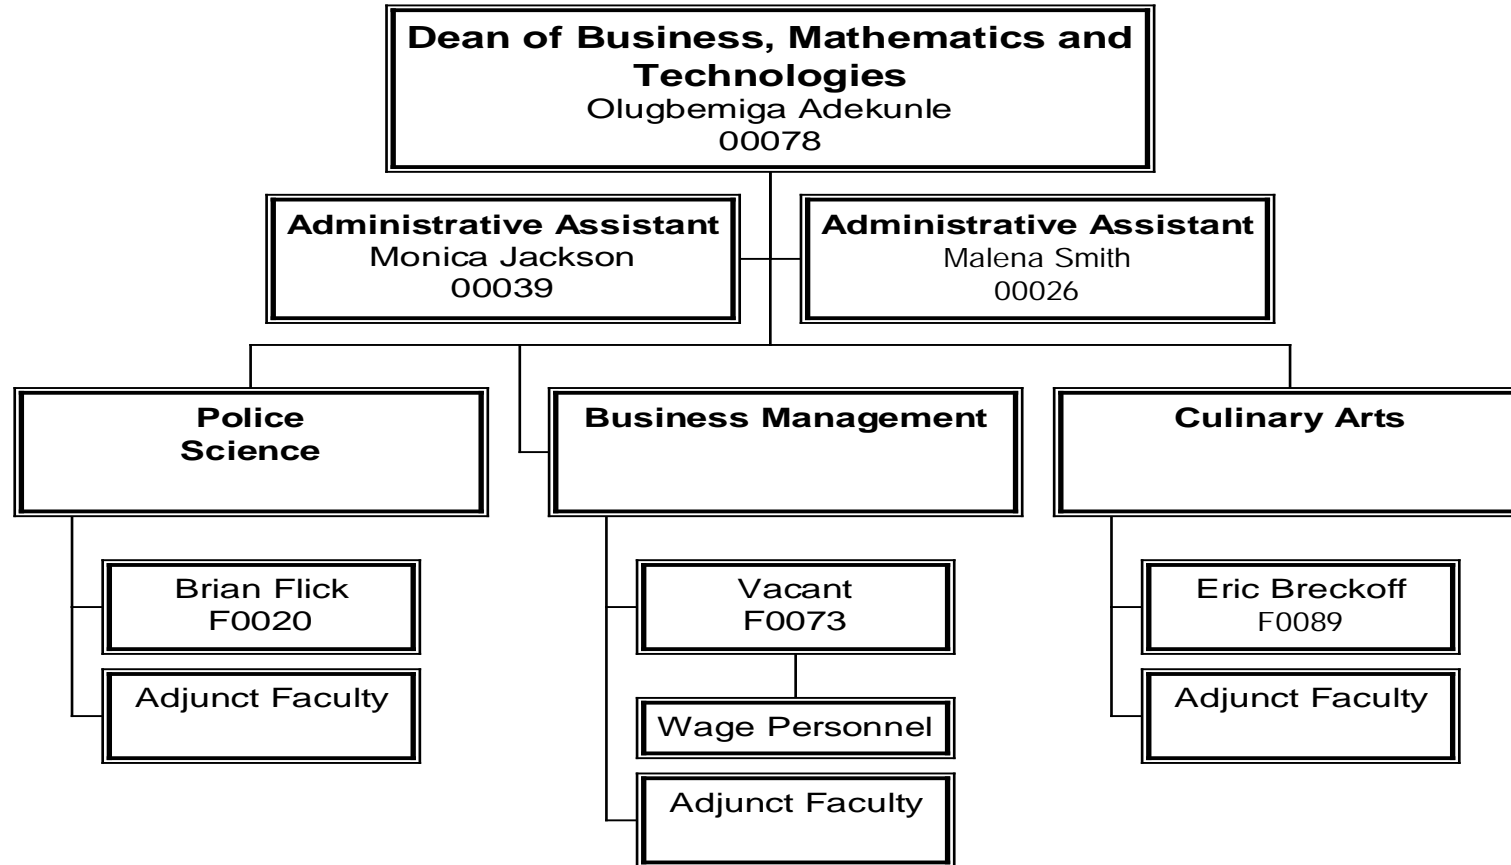 Dean of Business, Mathematics and
Technologies
Olugbemiga Adekunle
00078
Administrative Assistant
Monica Jackson
00039
Administrative Assistant
Malena Smith
00026
Police
Science
Business Management
Culinary Arts
Brian Flick
F0020
Adjunct Faculty
Vacant
F0073
Wage Personnel
Adjunct Faculty
Eric Breckoff
F0089
Adjunct Faculty